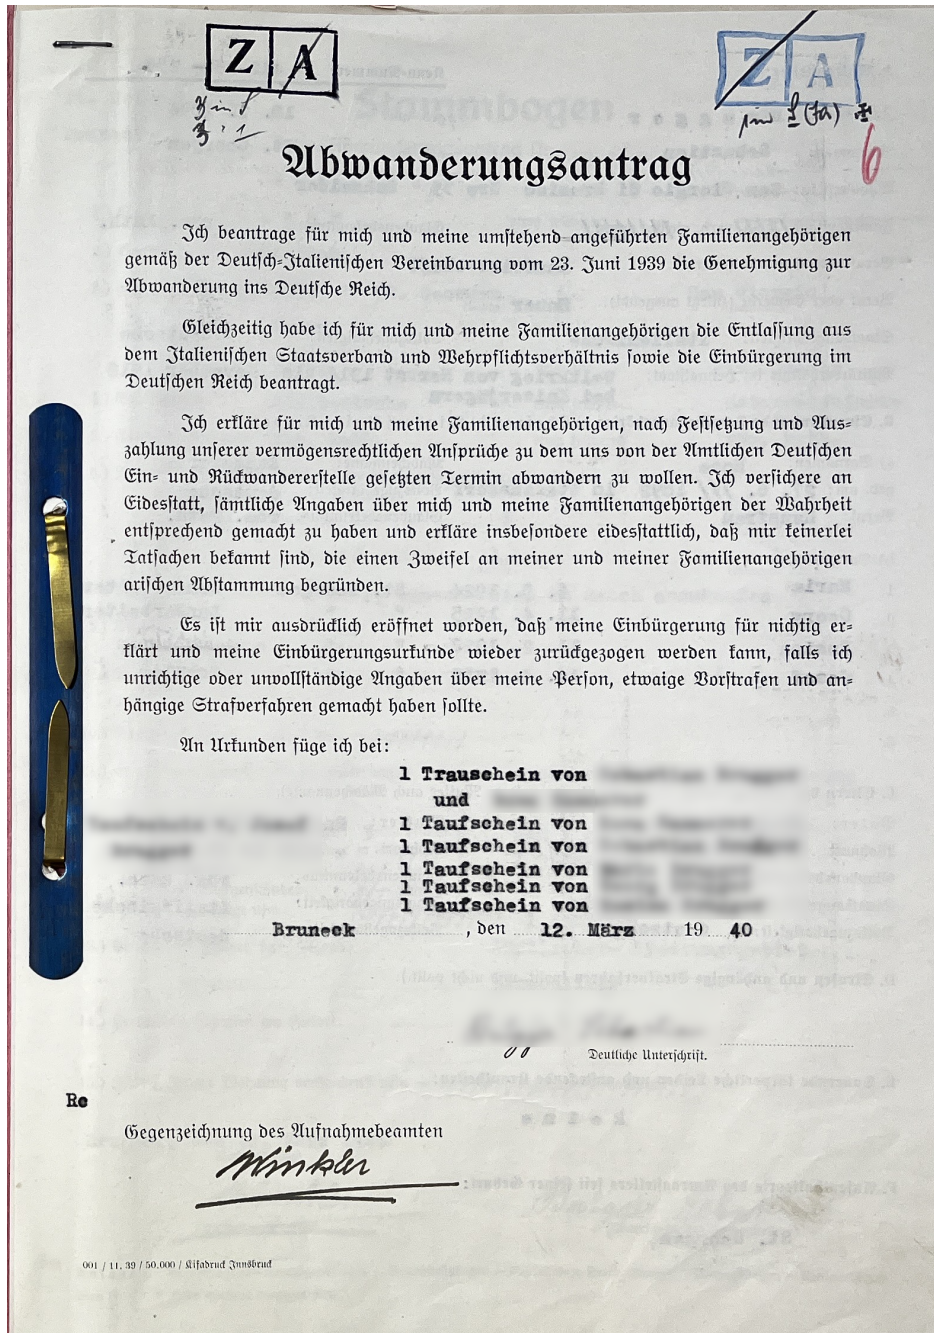 Z A
Z A
6
Abwanderungsantrag
Ich beantrage für mich und meine umstehend angeführten Familienangehörigen
gemäß der Deutsch-Italienischen Vereinbarung vom 23. Juni 1939 die Genehmigung zur
Abwanderung ins Deutsche Reich.
Gleichzeitig habe ich für mich und meine Familienangehörigen die Entlassung aus
dem Italienischen Staatsverband und Wehrpflichtsverhältnis sowie die Einbürgerung im
Deutschen Reich beantragt.
Ich erkläre für mich und meine Familienangehörigen, nach Festsetzung und Aus-
zahlung unserer vermögensrechtlichen Ansprüche zu dem uns von der Amtlichen Deutschen
Ein- und Rückwandererstelle gesetzten Termin abwandern zu wollen. Ich versichere an
Eidesstatt, sämtliche Angaben über mich und meine Familienangehörigen der Wahrheit
entsprechend gemacht zu haben und erkläre insbesondere eidesstattlich, daß mir keinerlei
Tatsachen bekannt sind, die einen Zweifel an meiner und meiner Familienangehörigen
arischen Abstammung begründen.
Es ist mir ausdrücklich eröffnet worden, daß meine Einbürgerung für nichtig er-
klärt und meine Einbürgerungsurkunde wieder zurückgezogen werden kann, falls ich
unrichtige oder unvollständige Angaben über meine Person, etwaige Vorstrafen und an-
hängige Strafverfahren gemacht haben sollte.
An Urkunden füge ich bei:
1 Trauschein von
und
1 Taufschein von
1 Taufschein von
1 Taufschein von
1 Taufschein von
1 Taufschein von
Bruneck, den 12. März 19 40
Deutliche Unterschrift.
Re
Gegenzeichnung des Aufnahmebeamten
Winkler
001 / 11. 39 / 50.000 / Kifadruck Innsbruck